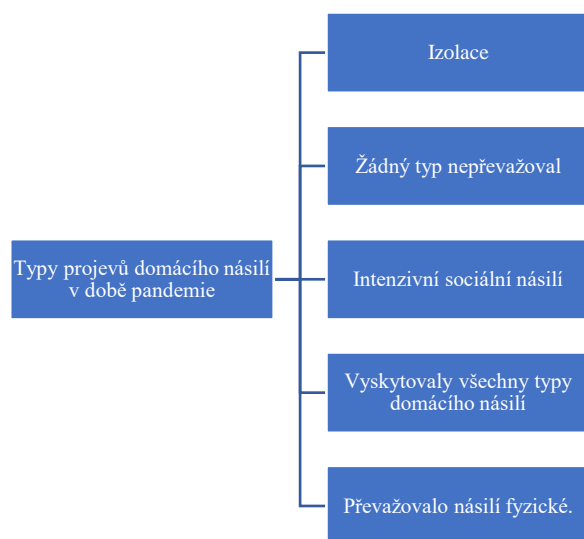 Izolace
Žádný typ nepřevažoval
Typy projevů domácího násilí
v době pandemie
Intenzivní sociální násilí
Vyskytovaly všechny typy
domácího násilí
Převažovalo násilí fyzické.